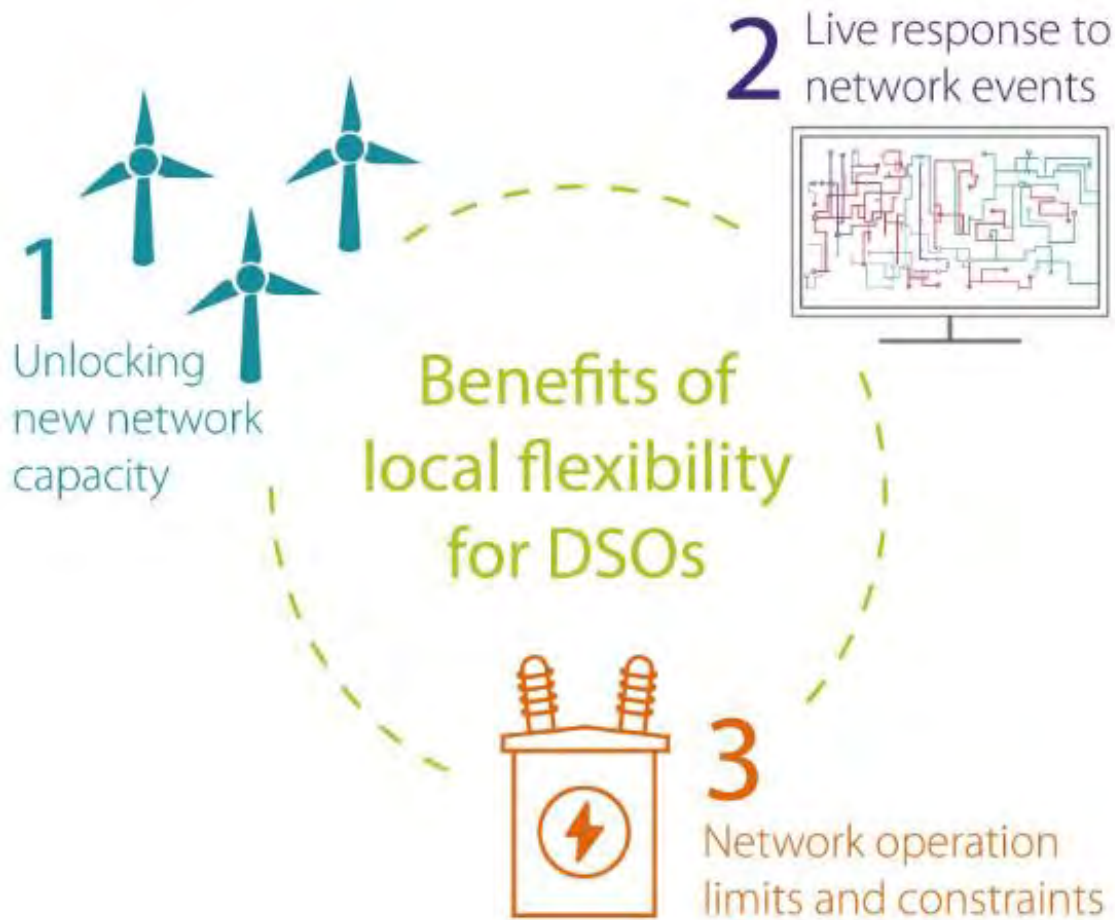 1
Unlocking
new network
capacity
2
Live response to
network events
Benefits of
local flexibility
for DSOs
3
Network operation
limits and constraints